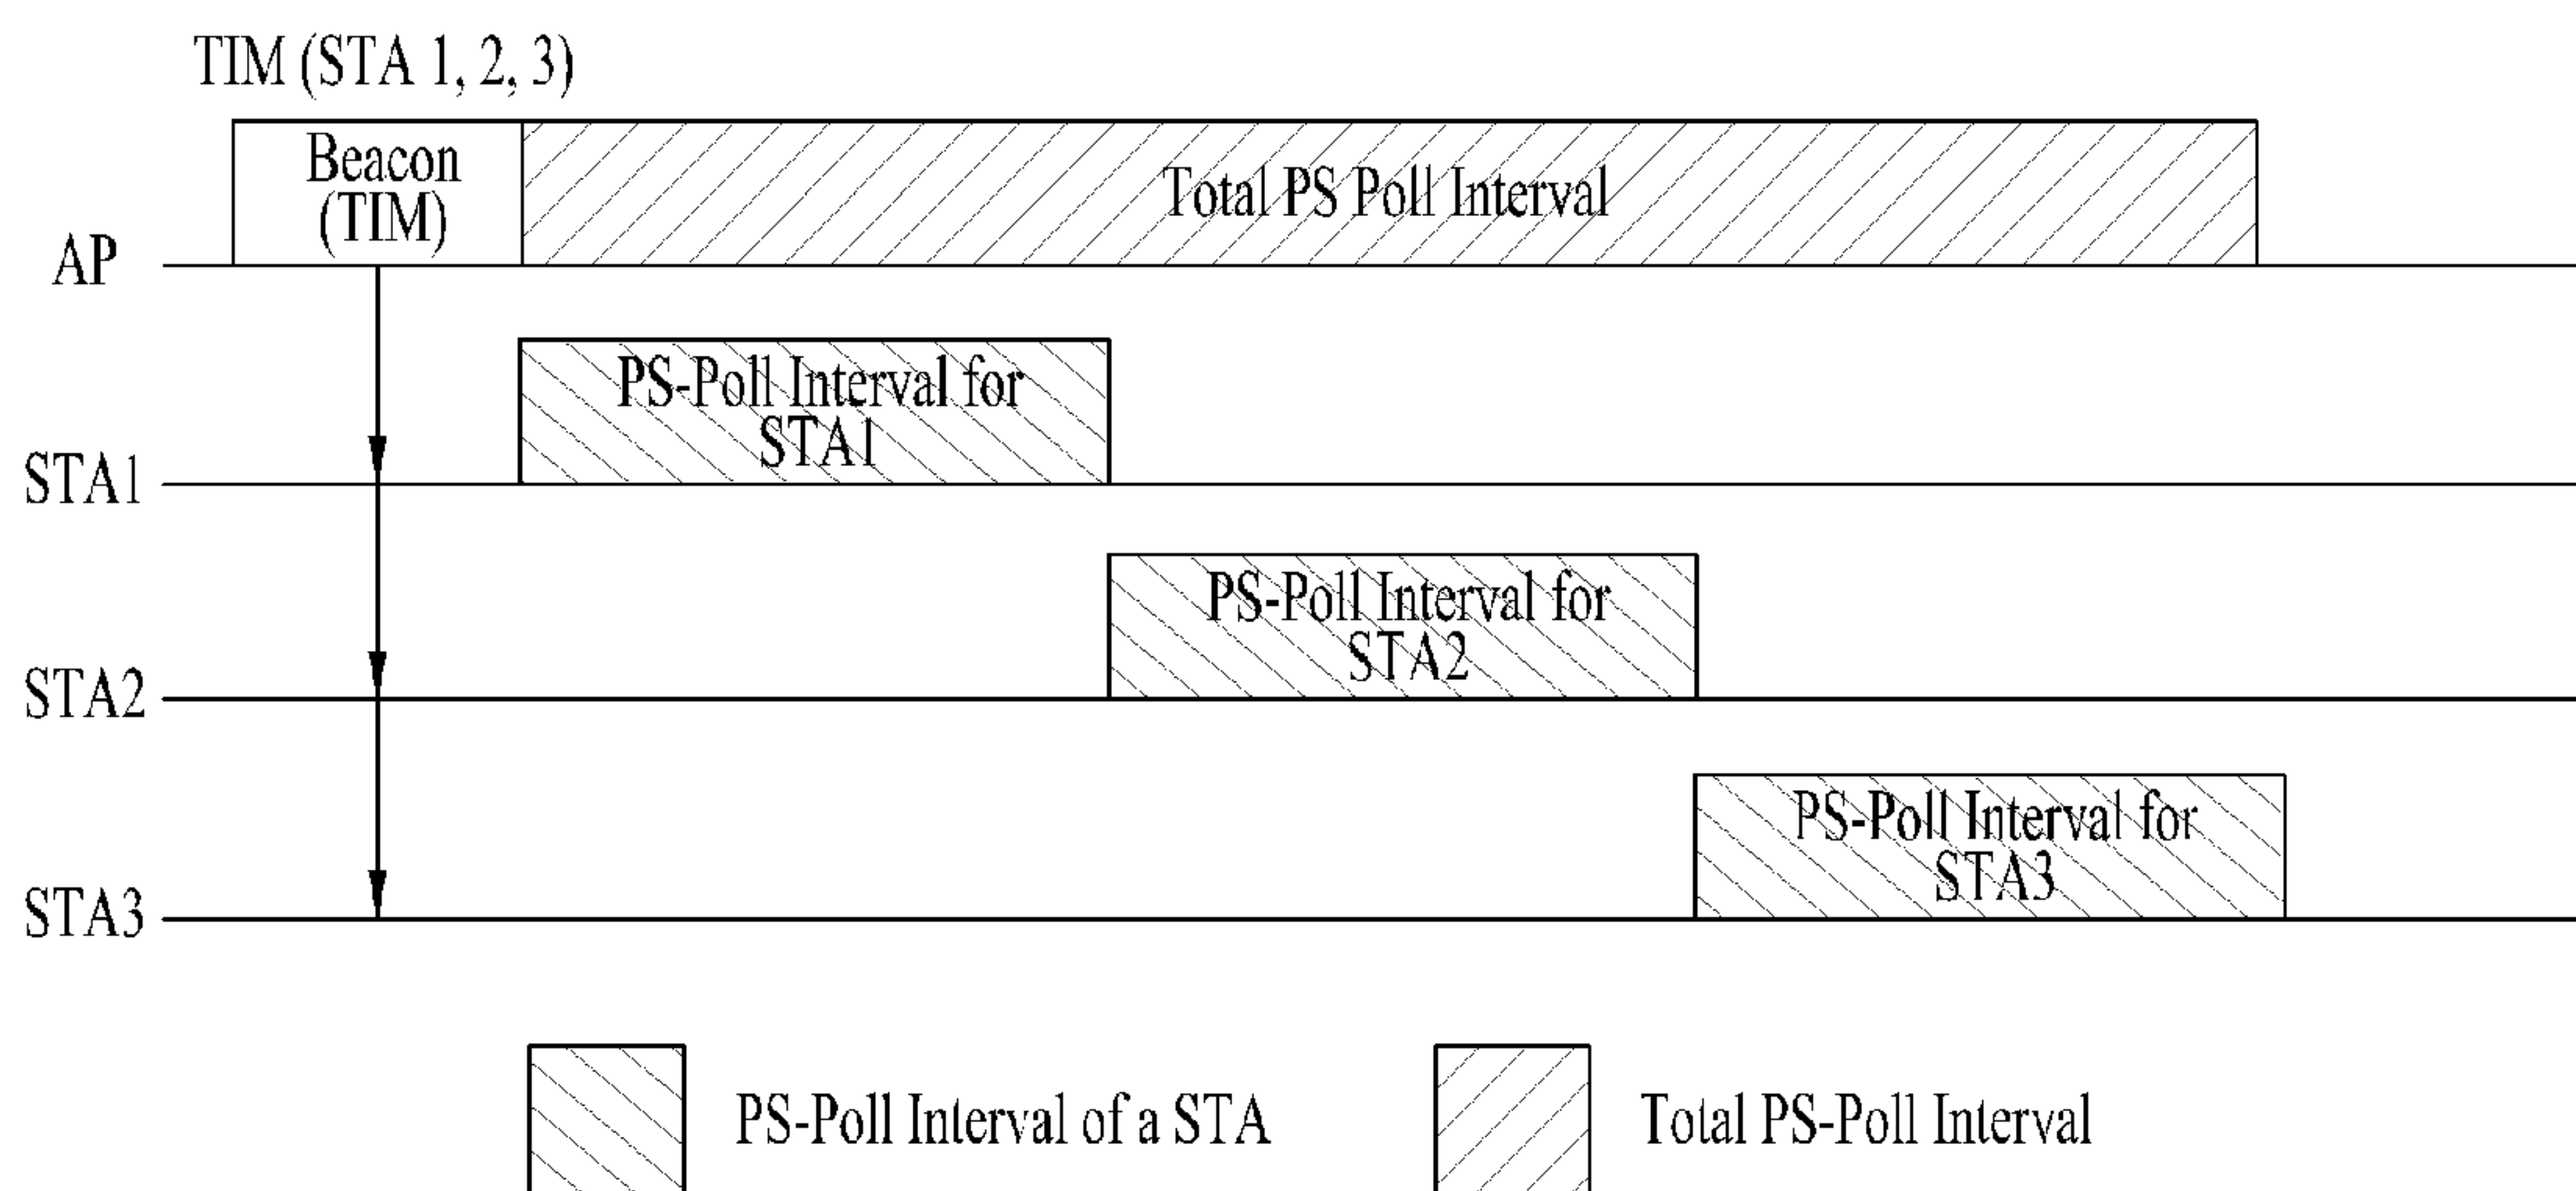 TIM (STA 1, 2, 3)
Beacon
(TIM)
Total PS Poll Interval
AP
PS-Poll Interval for
STA1
STA1
PS-Poll Interval for
STA2
STA2
PS-Poll Interval for
STA3
STA3
PS-Poll Interval of a STA
Total PS-Poll Interval